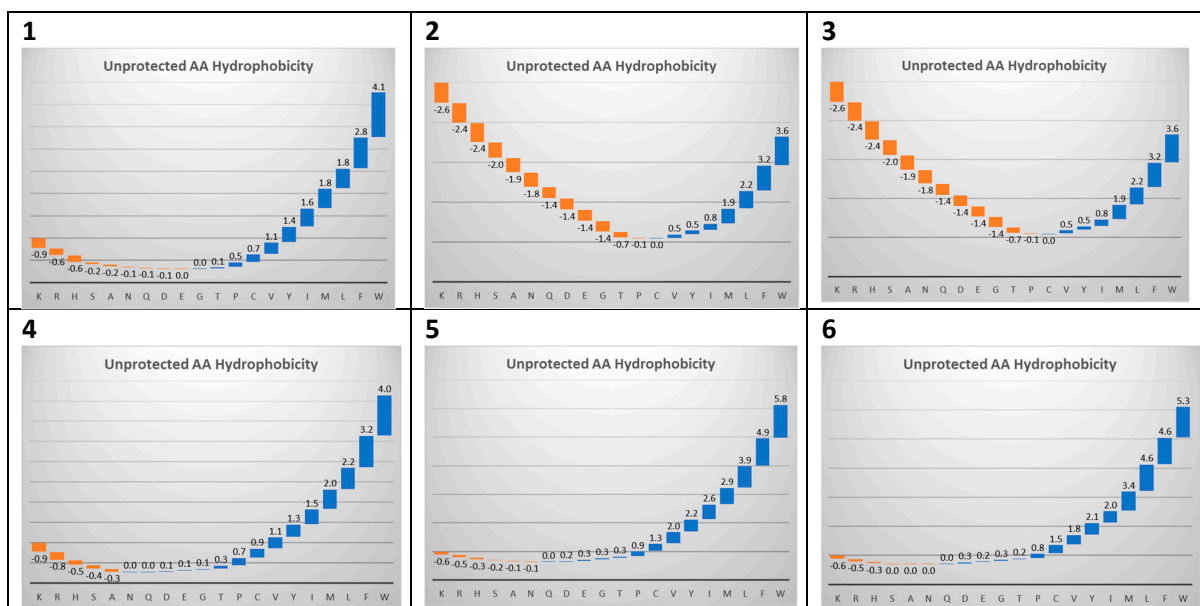 1
Unprotected AA Hydrophobicity
-0.9 -0.6 -0.6 -0.2 -0.2 -0.1 -0.1 -0.1 0.0 0.0 0.1 0.5 0.7 1.1 1.4 1.6 1.8 1.8 2.8 4.1
K R H S A N Q D E G T P C V Y I M L F W
2
Unprotected AA Hydrophobicity
-2.6 -2.4 -2.4 -2.0 -1.9 -1.8 -1.4 -1.4 -1.4 -1.4 -0.7 -0.1 0.0 0.5 0.5 0.8 1.9 2.2 3.2 3.6
K R H S A N Q D E G T P C V Y I M L F W
3
Unprotected AA Hydrophobicity
-2.6 -2.4 -2.4 -2.0 -1.9 -1.8 -1.4 -1.4 -1.4 -1.4 -0.7 -0.1 0.0 0.5 0.5 0.8 1.9 2.2 3.2 3.6
K R H S A N Q D E G T P C V Y I M L F W
4
Unprotected AA Hydrophobicity
-0.9 -0.8 -0.5 -0.4 -0.3 0.0 0.0 0.1 0.1 0.1 0.3 0.7 0.9 1.1 1.3 1.5 2.0 2.2 3.2 4.0
K R H S A N Q D E G T P C V Y I M L F W
5
Unprotected AA Hydrophobicity
-0.6 -0.5 -0.3 -0.2 -0.1 -0.1 0.0 0.2 0.3 0.3 0.3 0.9 1.3 2.0 2.2 2.6 2.9 3.9 4.9 5.8
K R H S A N Q D E G T P C V Y I M L F W
6
Unprotected AA Hydrophobicity
-0.6 -0.5 -0.3 0.0 0.0 0.0 0.0 0.3 0.2 0.3 0.2 0.8 1.5 1.8 2.1 2.0 3.4 4.6 4.6 5.3
K R H S A N Q D E G T P C V Y I M L F W